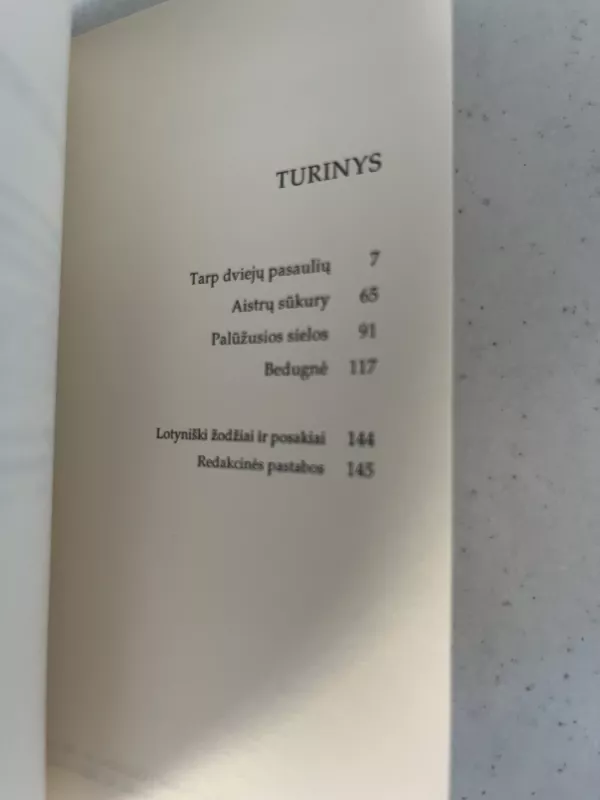 TURINYS
Tarp dviejų pasaulių 7
Aistrų sūkury 65
Palūžusios sielos 91
Bedugnė 117
Lotyniški žodžiai ir posakiai 144
Redakcinės pastabos 145